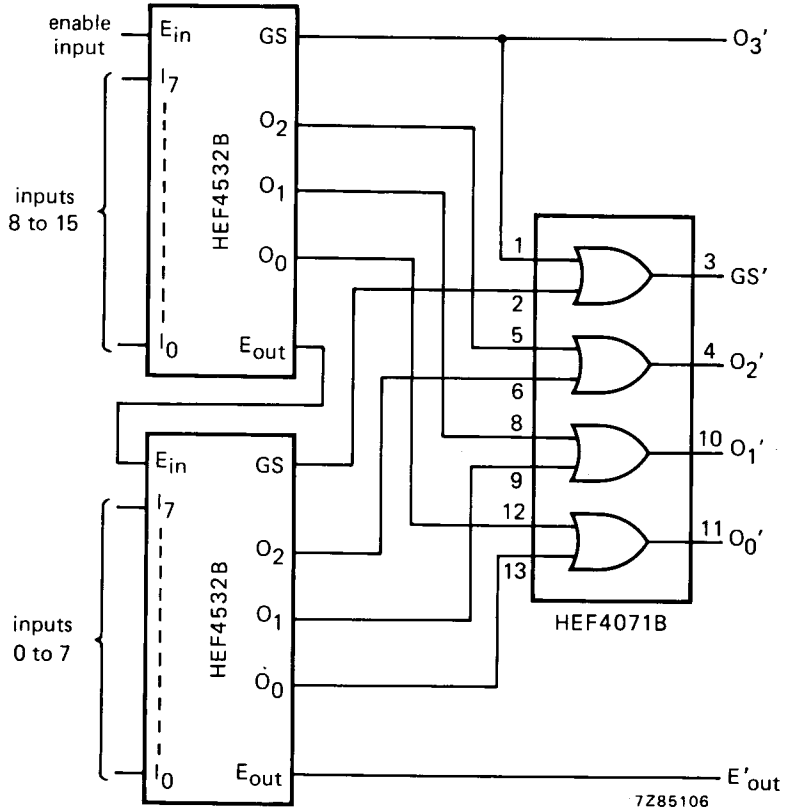 enable
input
E_in
I_7
I_0
inputs
8 to 15
HEF4532B
GS
O_2
O_1
O_0
E_out
O_3'
1
2
5
6
8
9
12
13
3
GS'
4
O_2'
10
O_1'
11
O_0'
HEF4071B
E_in
I_7
I_0
inputs
0 to 7
HEF4532B
GS
O_2
O_1
O_0
E_out
E'_out
7Z85106